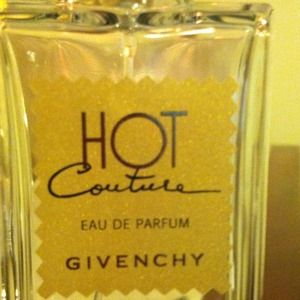 HOT
Couture
EAU DE PARFUM
GIVENCHY